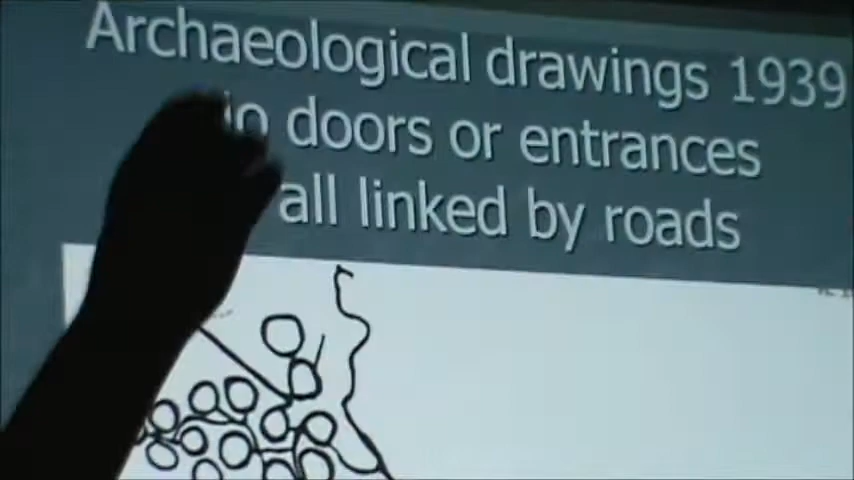 Archaeological drawings 1939
doors or entrances
all linked by roads